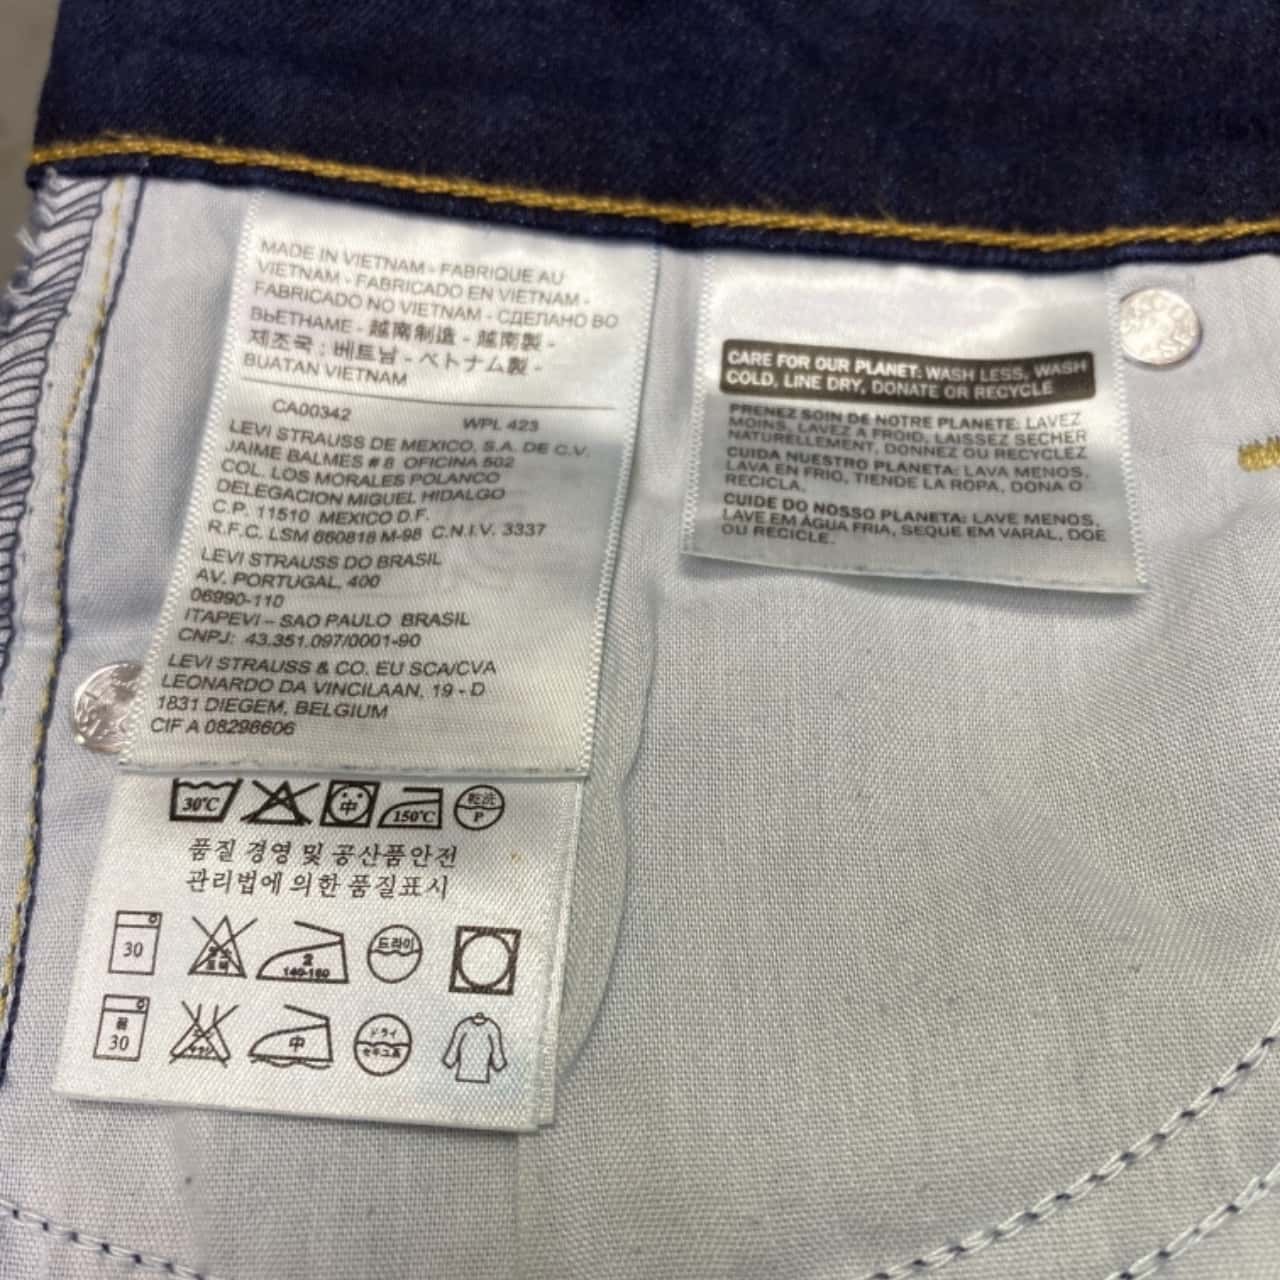 MADE IN VIETNAM - FABRIQUE AU
VIETNAM - FABRICADO EN VIETNAM -
FABRICADO NO VIETNAM - СДЕЛАНО ВО
ВЬЕТНАМЕ - 越南制造 - 越南製 -
제조국 : 베트남 - ベトナム製 -
BUATAN VIETNAM
CA00342 WPL 423
LEVI STRAUSS DE MEXICO, S.A. DE C.V.
JAIME BALMES # 8 OFICINA 502
COL. LOS MORALES POLANCO
DELEGACION MIGUEL HIDALGO
C.P. 11510 MEXICO D.F.
R.F.C. LSM 660818 M-98 C.N.I.V. 3337
LEVI STRAUSS DO BRASIL
AV. PORTUGAL, 400
06990-110
ITAPEVI – SAO PAULO BRASIL
CNPJ: 43.351.097/0001-90
LEVI STRAUSS & CO. EU SCA/CVA
LEONARDO DA VINCILAAN, 19 - D
1831 DIEGEM, BELGIUM
CIF A 08298606
30℃ 中 150℃ 乾洗 P
품질 경영 및 공산품안전
관리법에 의한 품질표시
30 2 140-160 드라이
30 中 ドライ
CARE FOR OUR PLANET: WASH LESS, WASH
COLD, LINE DRY, DONATE OR RECYCLE
PRENEZ SOIN DE NOTRE PLANETE: LAVEZ
MOINS, LAVEZ A FROID, LAISSEZ SECHER
NATURELLEMENT, DONNEZ OU RECYCLEZ
CUIDA NUESTRO PLANETA: LAVA MENOS,
LAVA EN FRIO, TIENDE LA ROPA, DONA O
RECICLA.
CUIDE DO NOSSO PLANETA: LAVE MENOS,
LAVE EM ÁGUA FRIA, SEQUE EM VARAL, DOE
OU RECICLE.